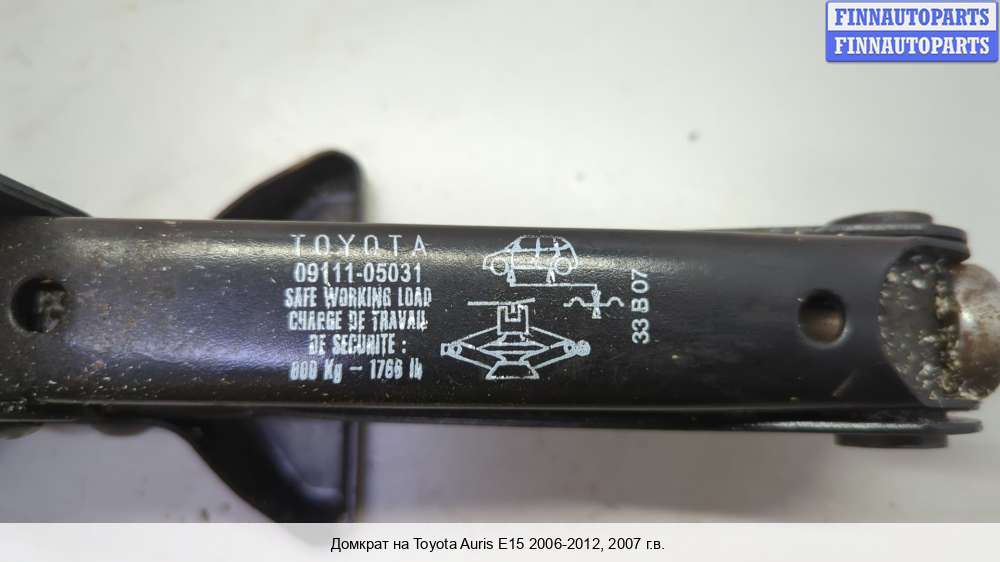 FINNAUTOPARTS
FINNAUTOPARTS
TOYOTA
09111-05031
SAFE WORKING LOAD
CHARGE DE TRAVAIL
DE SECURITE :
800 Kg – 1766 lb
33 B 07
Домкрат на Toyota Auris E15 2006-2012, 2007 г.в.